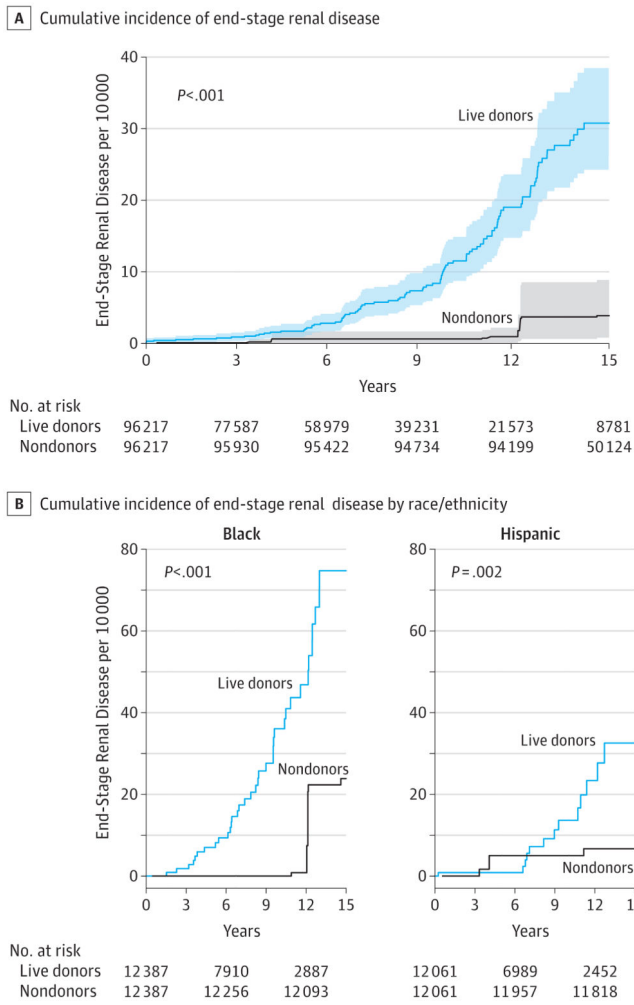 A Cumulative incidence of end-stage renal disease
40
30
20
10
0
End-Stage Renal Disease per 10 000
P<.001
Live donors
Nondonors
0 3 6 9 12 15
Years
No. at risk
Live donors 96 217 77 587 58 979 39 231 21 573 8781
Nondonors 96 217 95 930 95 422 94 734 94 199 50 124
B Cumulative incidence of end-stage renal disease by race/ethnicity
Black
80
60
40
20
0
End-Stage Renal Disease per 10 000
P<.001
Live donors
Nondonors
0 3 6 9 12 15
Years
Hispanic
80
60
40
20
0
P = .002
Live donors
Nondonors
0 3 6 9 12
Years
No. at risk
Live donors 12 387 7910 2887 12 061 6989 2452
Nondonors 12 387 12 256 12 093 12 061 11 957 11 818